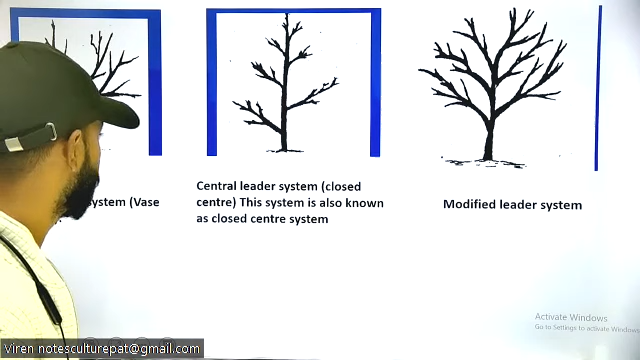 system (Vase
Central leader system (closed
centre) This system is also known
as closed centre system
Modified leader system
Activate Windows
Go to Settings to activate Windows
Viren notesculturepat@gmail.com